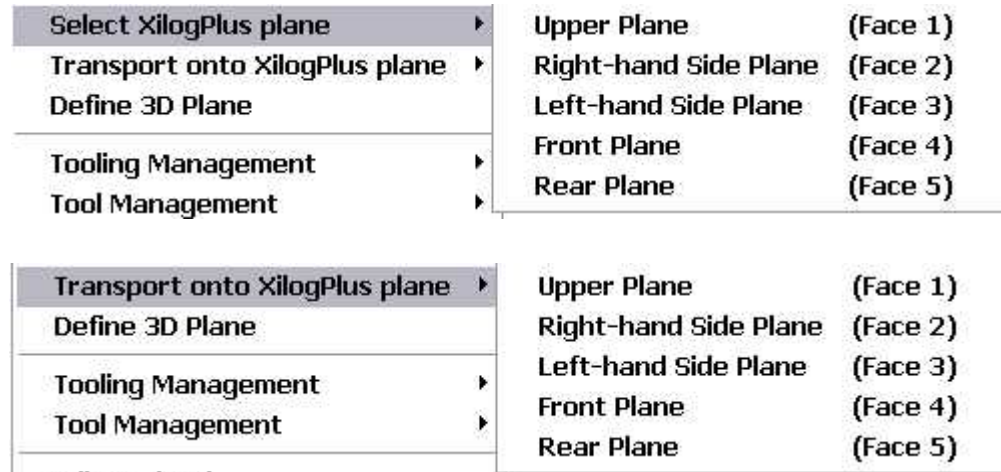 Select XilogPlus plane
Transport onto XilogPlus plane
Define 3D Plane
Tooling Management
Tool Management
Upper Plane (Face 1)
Right-hand Side Plane (Face 2)
Left-hand Side Plane (Face 3)
Front Plane (Face 4)
Rear Plane (Face 5)
Transport onto XilogPlus plane
Define 3D Plane
Tooling Management
Tool Management
Upper Plane (Face 1)
Right-hand Side Plane (Face 2)
Left-hand Side Plane (Face 3)
Front Plane (Face 4)
Rear Plane (Face 5)